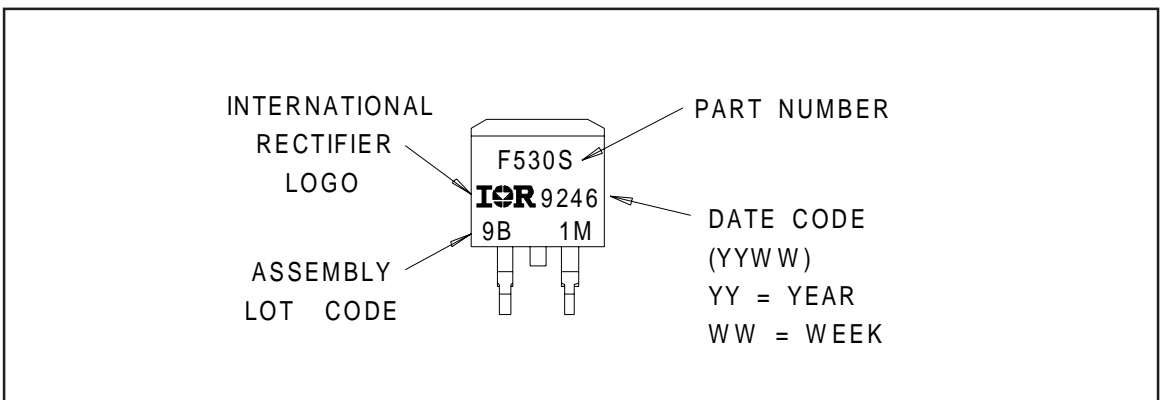 INTERNATIONAL
RECTIFIER
LOGO
ASSEMBLY
LOT CODE
F530S
IOR 9246
9B 1M
PART NUMBER
DATE CODE
(YYWW)
YY = YEAR
WW = WEEK